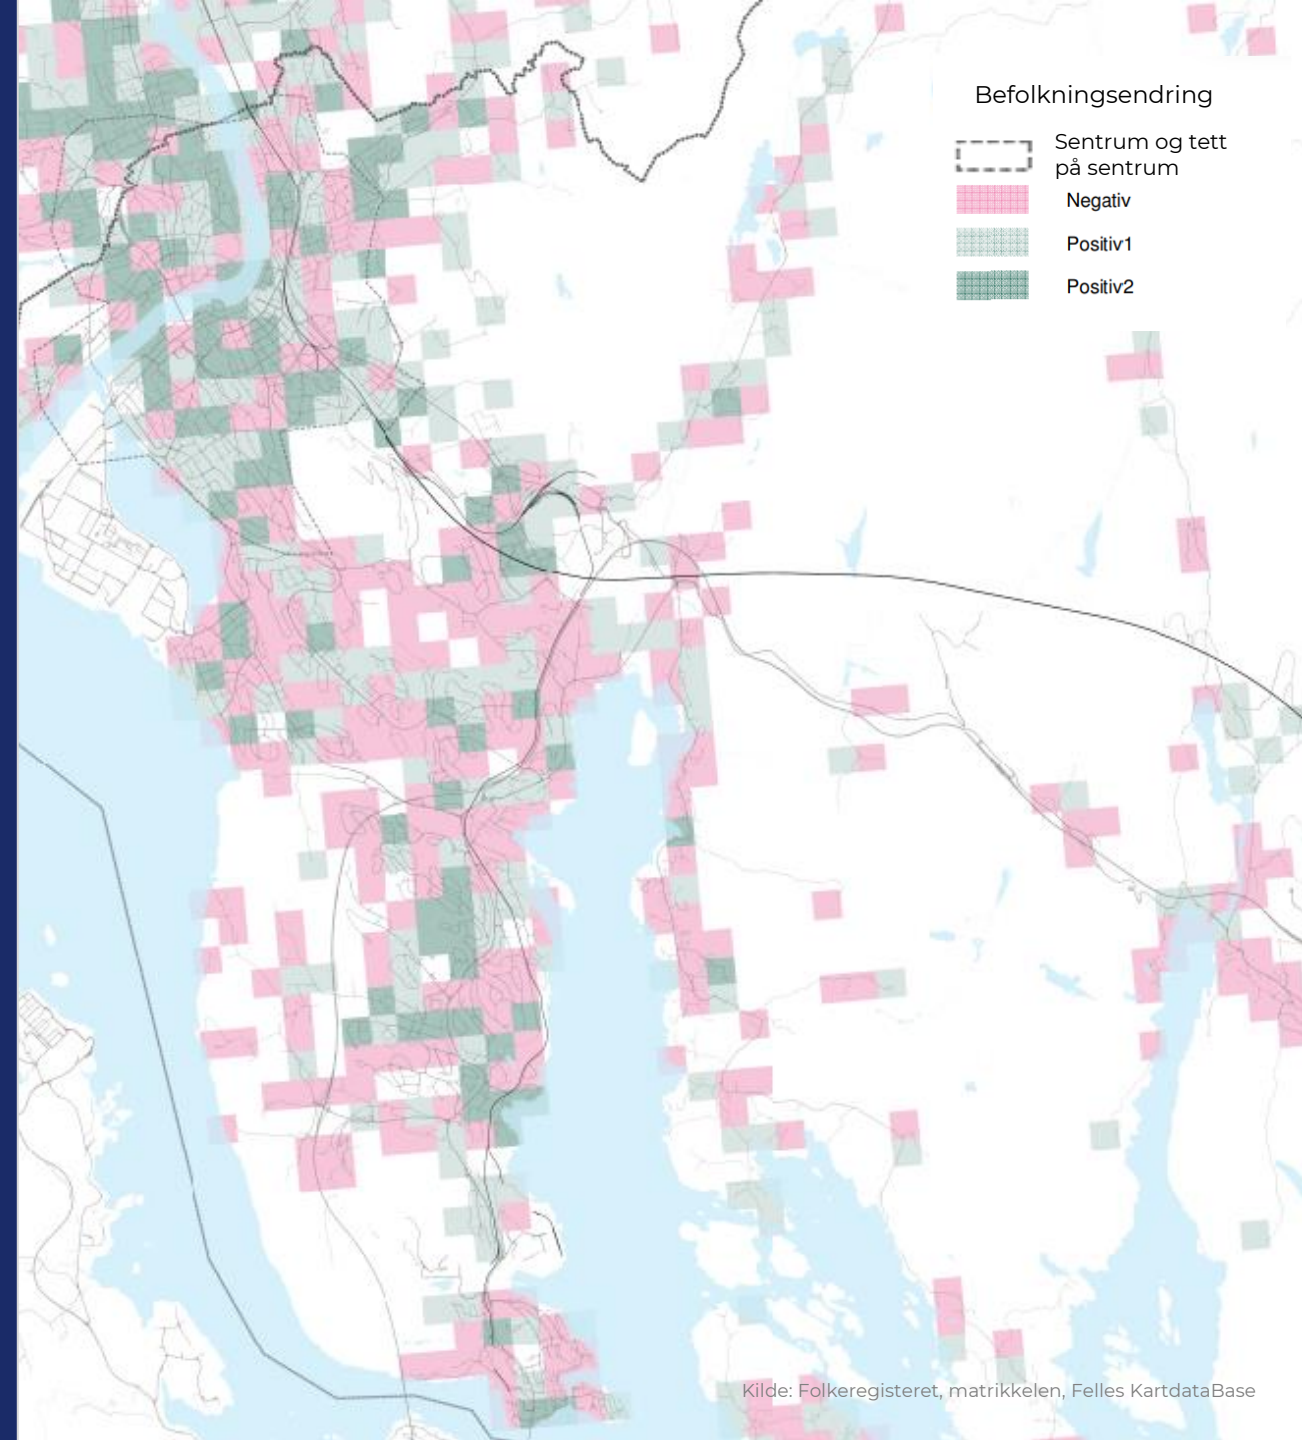 Befolkningsendring
Sentrum og tett
på sentrum
Negativ
Positiv1
Positiv2
Kilde: Folkeregisteret, matrikkelen, Felles KartdataBase